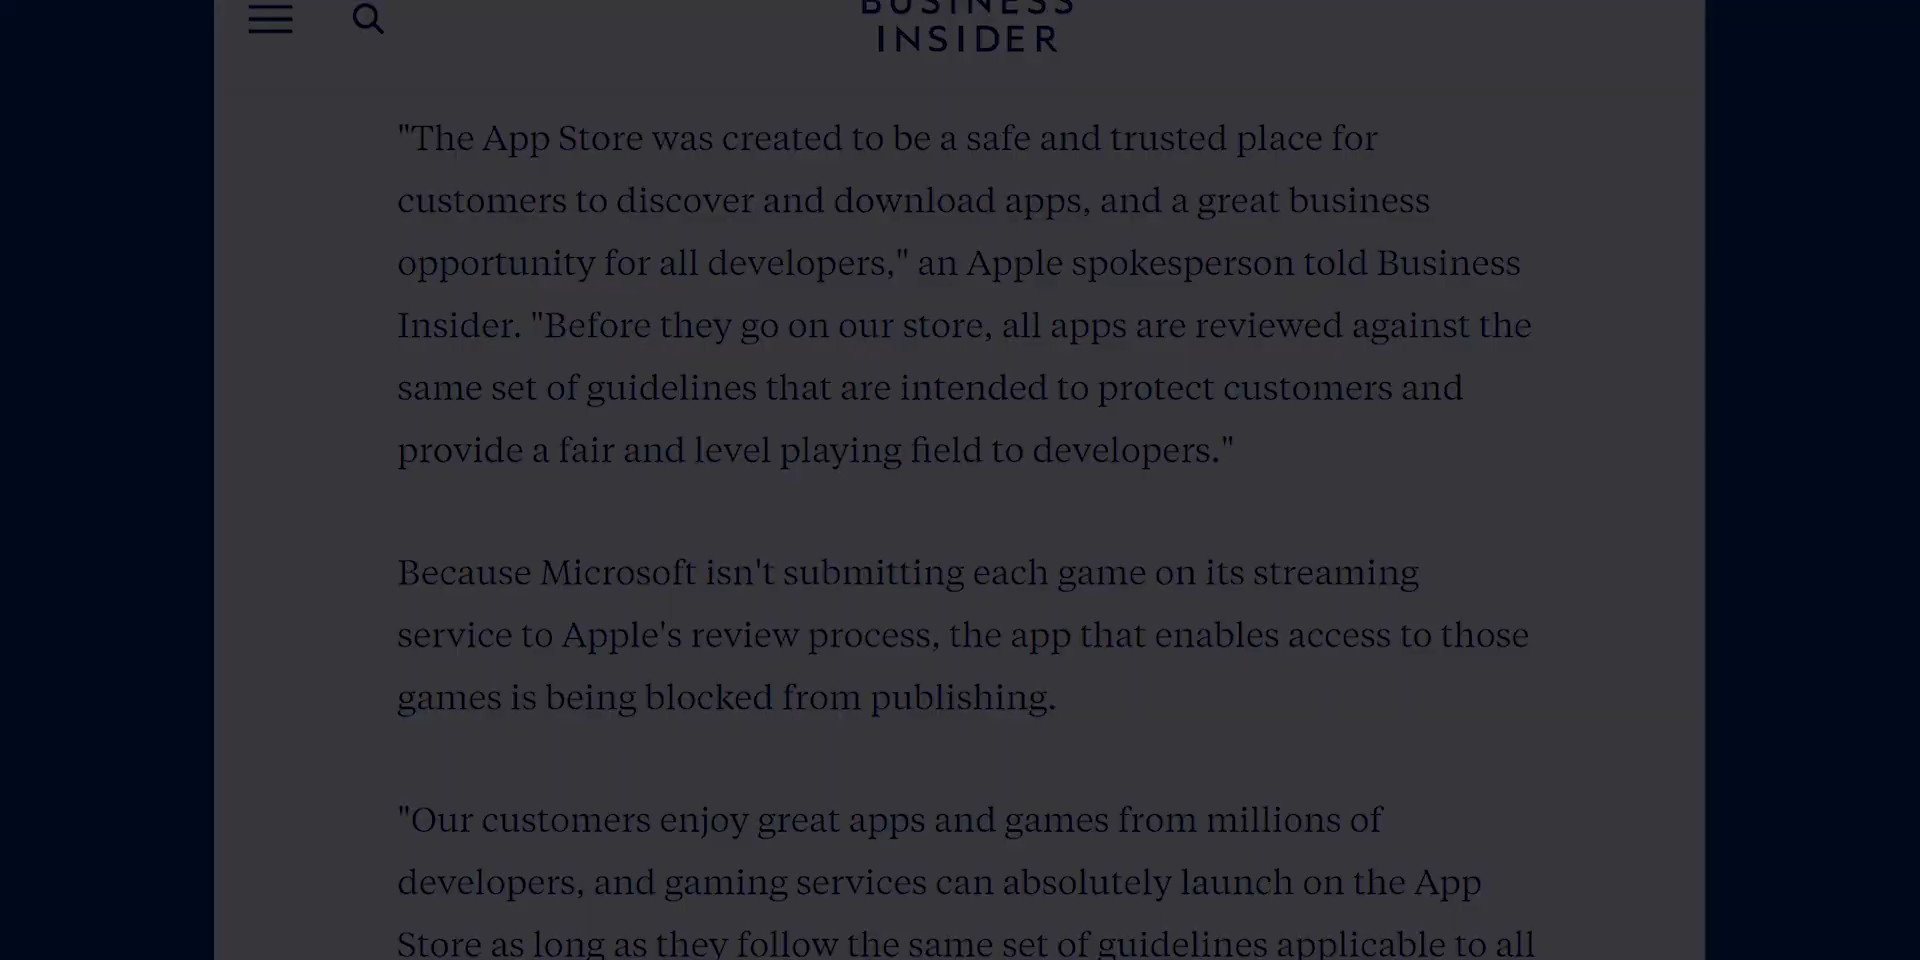 BUSINESS
INSIDER
"The App Store was created to be a safe and trusted place for
customers to discover and download apps, and a great business
opportunity for all developers," an Apple spokesperson told Business
Insider. "Before they go on our store, all apps are reviewed against the
same set of guidelines that are intended to protect customers and
provide a fair and level playing field to developers."
Because Microsoft isn't submitting each game on its streaming
service to Apple's review process, the app that enables access to those
games is being blocked from publishing.
"Our customers enjoy great apps and games from millions of
developers, and gaming services can absolutely launch on the App
Store as long as they follow the same set of guidelines applicable to all